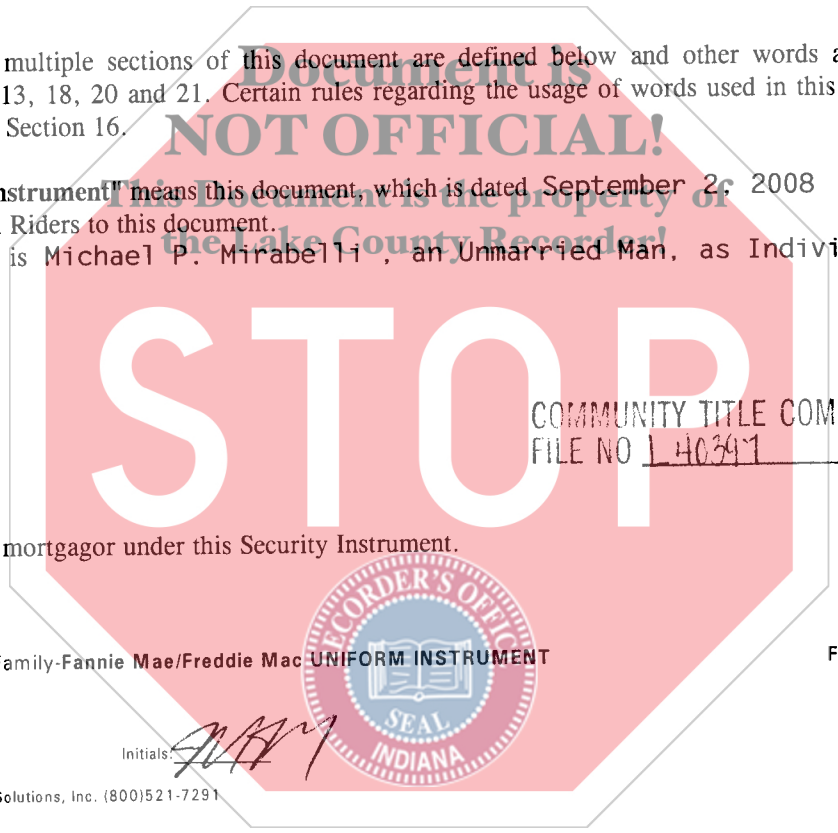 multiple sections of this document are defined below and other words
Document is
13, 18, 20 and 21. Certain rules regarding the usage of words used in this
Section 16.
NOT OFFICIAL!
nstrument" means this document, which is dated September 2, 2008
This Document is the property of
Riders to this document.
the Lake County Recorder!
is Michael P. Mirabelli , an Unmarried Man, as Indivi
STOP
COMMUNITY TITLE COM
FILE NO L 40397
mortgagor under this Security Instrument.
RECORDER'S OFFICE
amily-Fannie Mae/Freddie Mac UNIFORM INSTRUMENT
F
SEAL
INDIANA
Initials:
Solutions, Inc. (800)521-7291